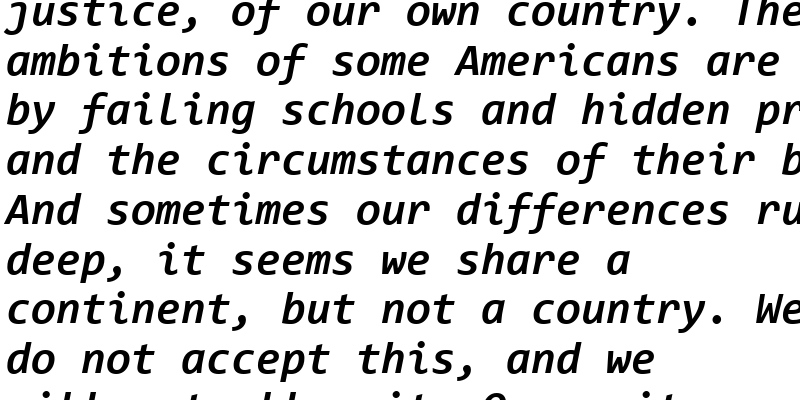 justice, of our own country. The
ambitions of some Americans are
by failing schools and hidden
and the circumstances of their
And sometimes our differences
deep, it seems we share a
continent, but not a country. We
do not accept this, and we